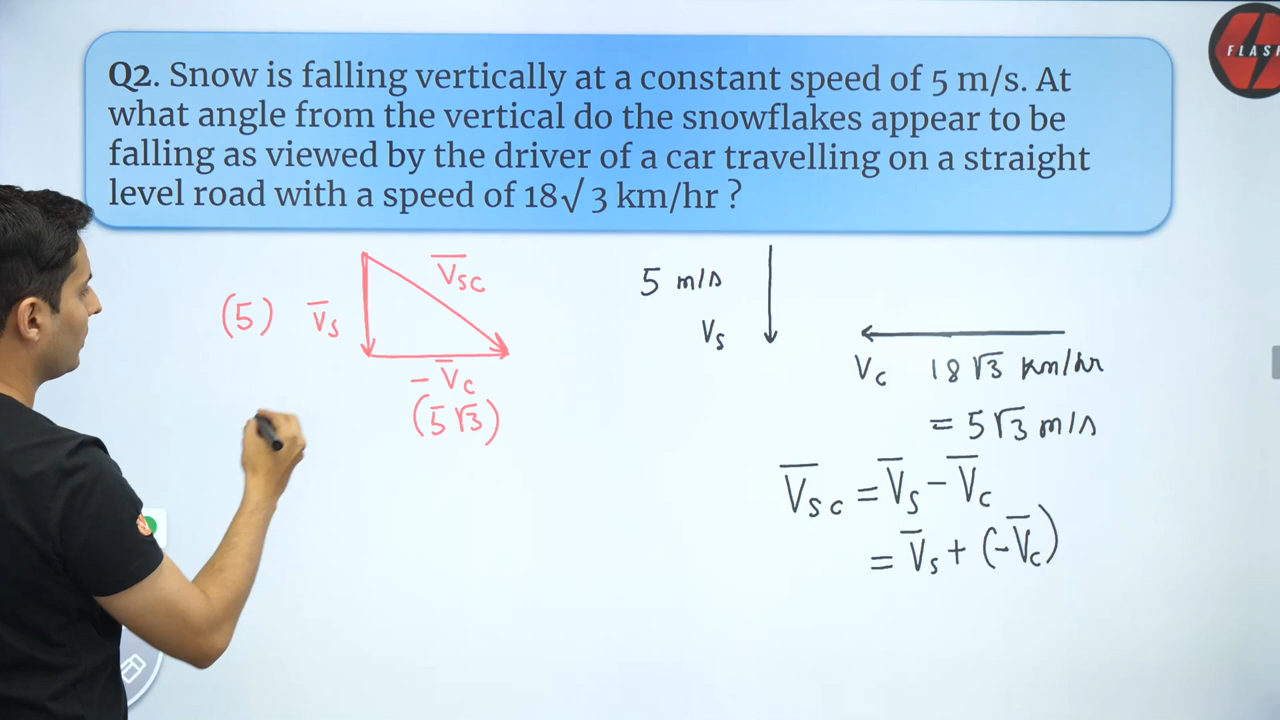 FLASH
Q2. Snow is falling vertically at a constant speed of 5 m/s. At
what angle from the vertical do the snowflakes appear to be
falling as viewed by the driver of a car travelling on a straight
level road with a speed of 18√ 3 km/hr ?
(5) V̅s
V̅sc
- V̅c
(5√3)
5 m/s
Vs
Vc 18√3 km/hr
= 5√3 m/s
V̅sc = V̅s - V̅c
= V̅s + (-V̅c)